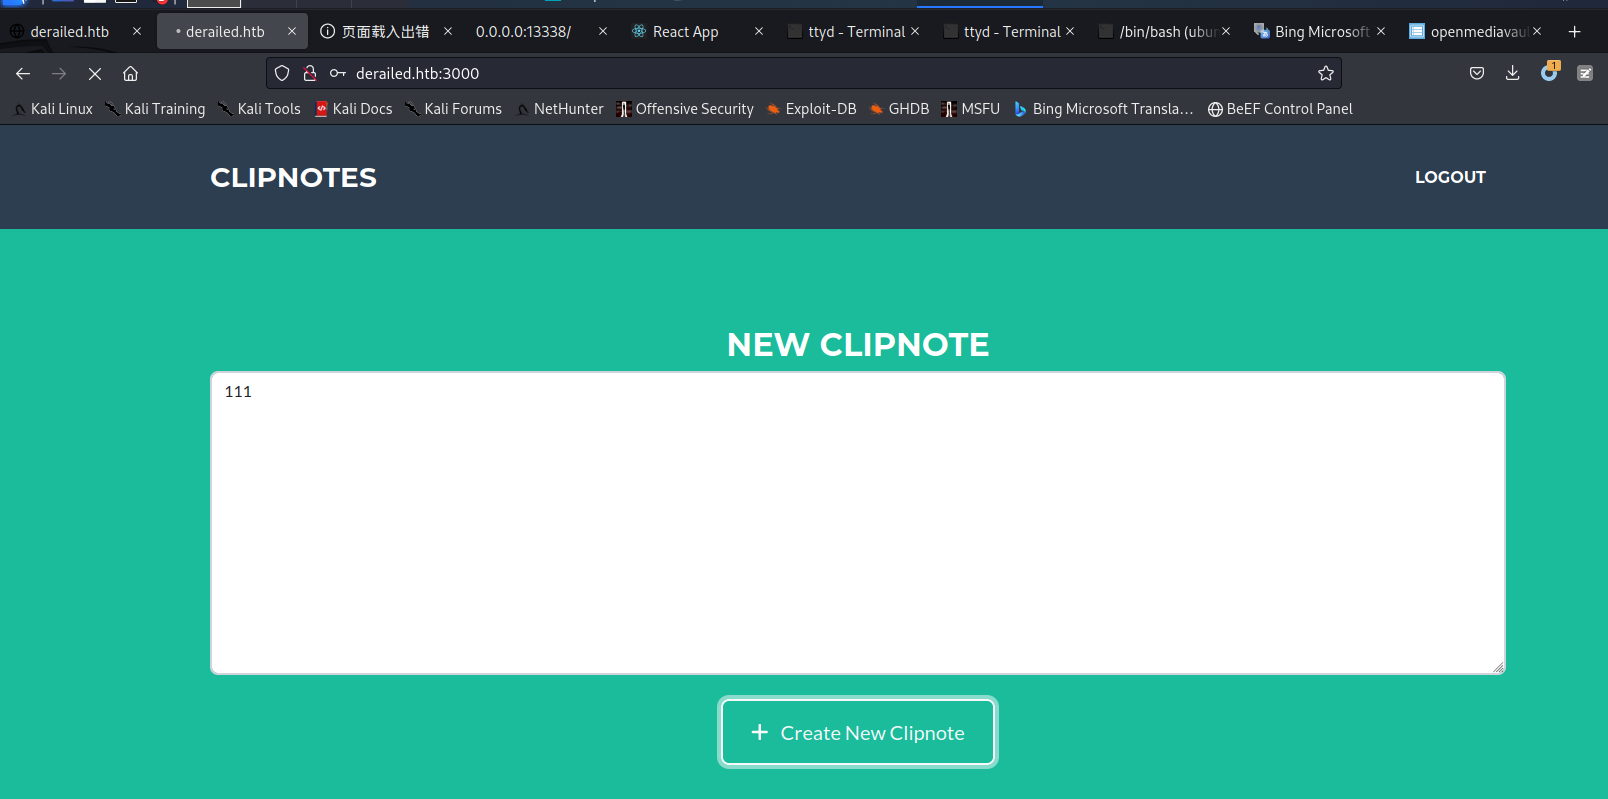 derailed.htb derailed.htb 页面载入出错 0.0.0.0:13338/ React App ttyd - Terminal ttyd - Terminal /bin/bash (ubu Bing Microsoft openmediavaul
derailed.htb:3000 1
Kali Linux Kali Training Kali Tools Kali Docs Kali Forums NetHunter Offensive Security Exploit-DB GHDB MSFU Bing Microsoft Transla... BeEF Control Panel
CLIPNOTES LOGOUT
NEW CLIPNOTE
111
Create New Clipnote